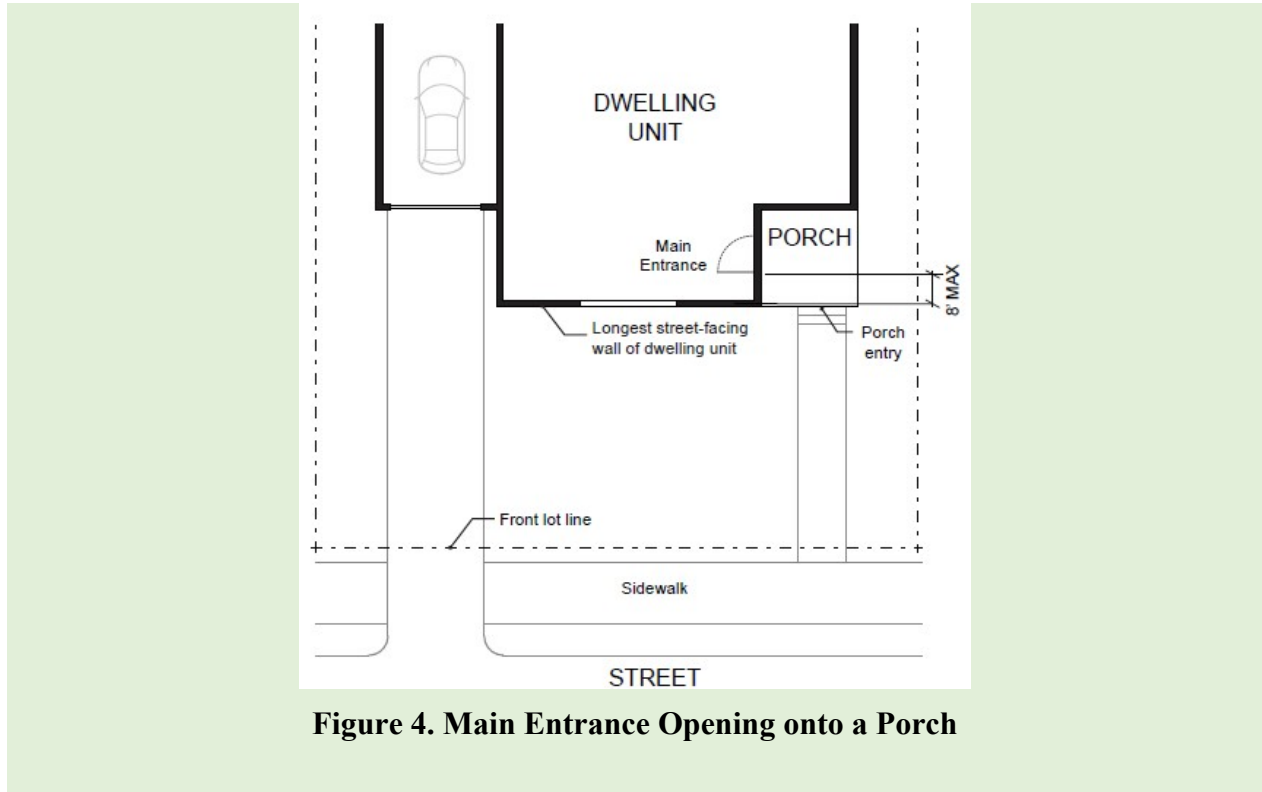 DWELLING
UNIT
PORCH
Main
Entrance
8' MAX
Longest street-facing
wall of dwelling unit
Porch
entry
Front lot line
Sidewalk
STREET
Figure 4. Main Entrance Opening onto a Porch